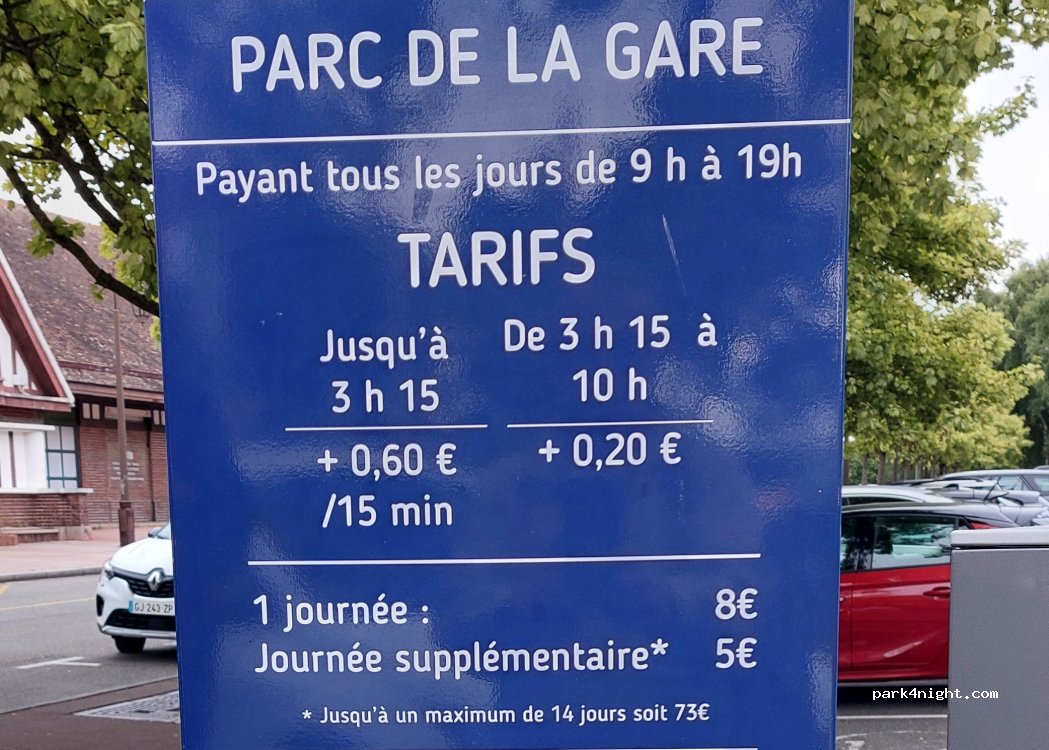 PARC DE LA GARE
Payant tous les jours de 9 h à 19h
TARIFS
Jusqu'à
3 h 15
+ 0,60 €
/15 min
De 3 h 15 à
10 h
+ 0,20 €
1 journée : 8€
Journée supplémentaire* 5€
* Jusqu'à un maximum de 14 jours soit 73€
GJ 243 ZP
park4night.com